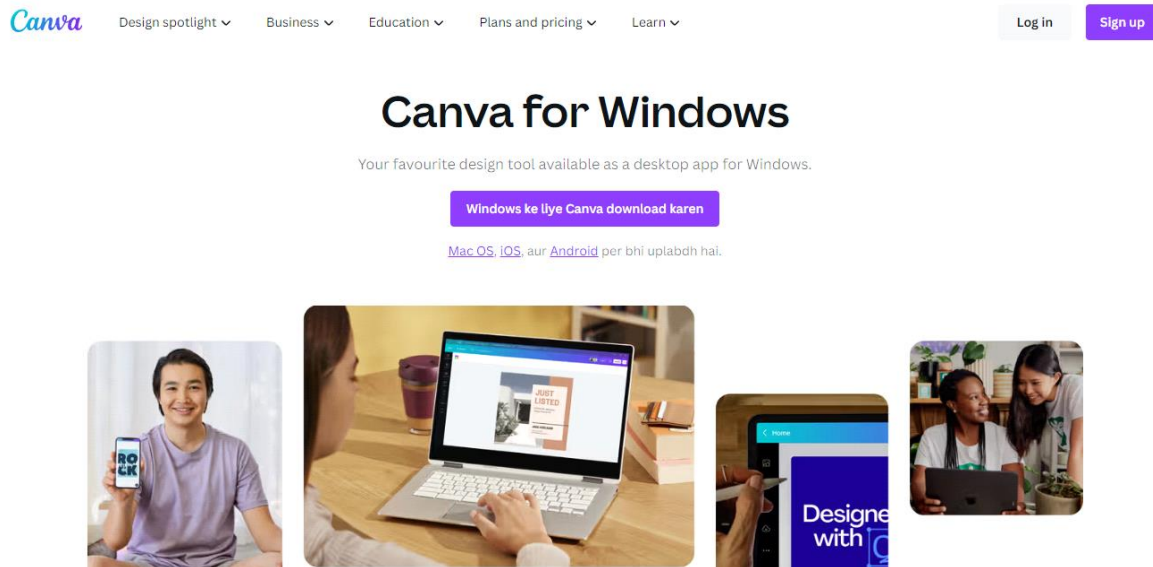 Canva Design spotlight Business Education Plans and pricing Learn Log in Sign up
Canva for Windows
Your favourite design tool available as a desktop app for Windows.
Windows ke liye Canva download karen
Mac OS, iOS, aur Android per bhi uplabdh hai.
RO
CK
JUST
LISTED
Home
Designe
with